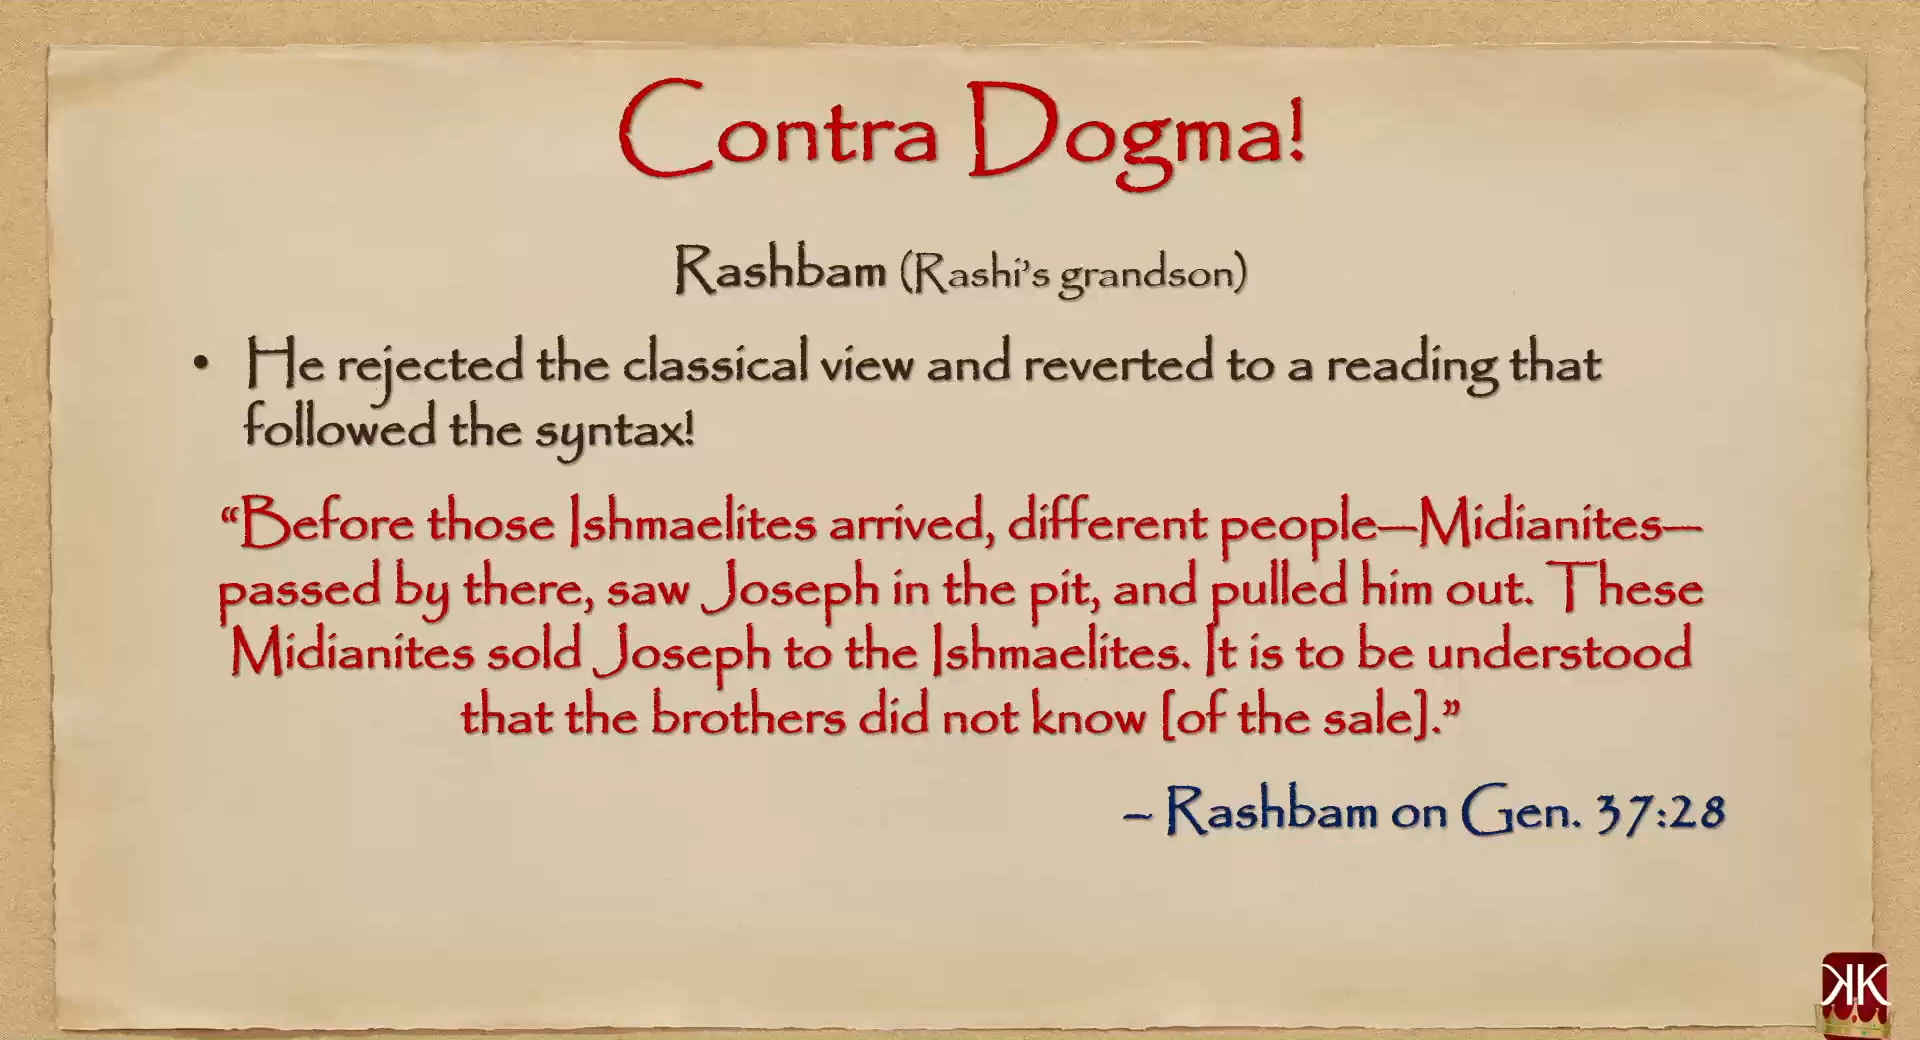 Contra Dogma!
Rashbam (Rashi’s grandson)
• He rejected the classical view and reverted to a reading that
followed the syntax!
“Before those Ishmaelites arrived, different people—Midianites—
passed by there, saw Joseph in the pit, and pulled him out. These
Midianites sold Joseph to the Ishmaelites. It is to be understood
that the brothers did not know [of the sale].”
– Rashbam on Gen. 37:28
KK